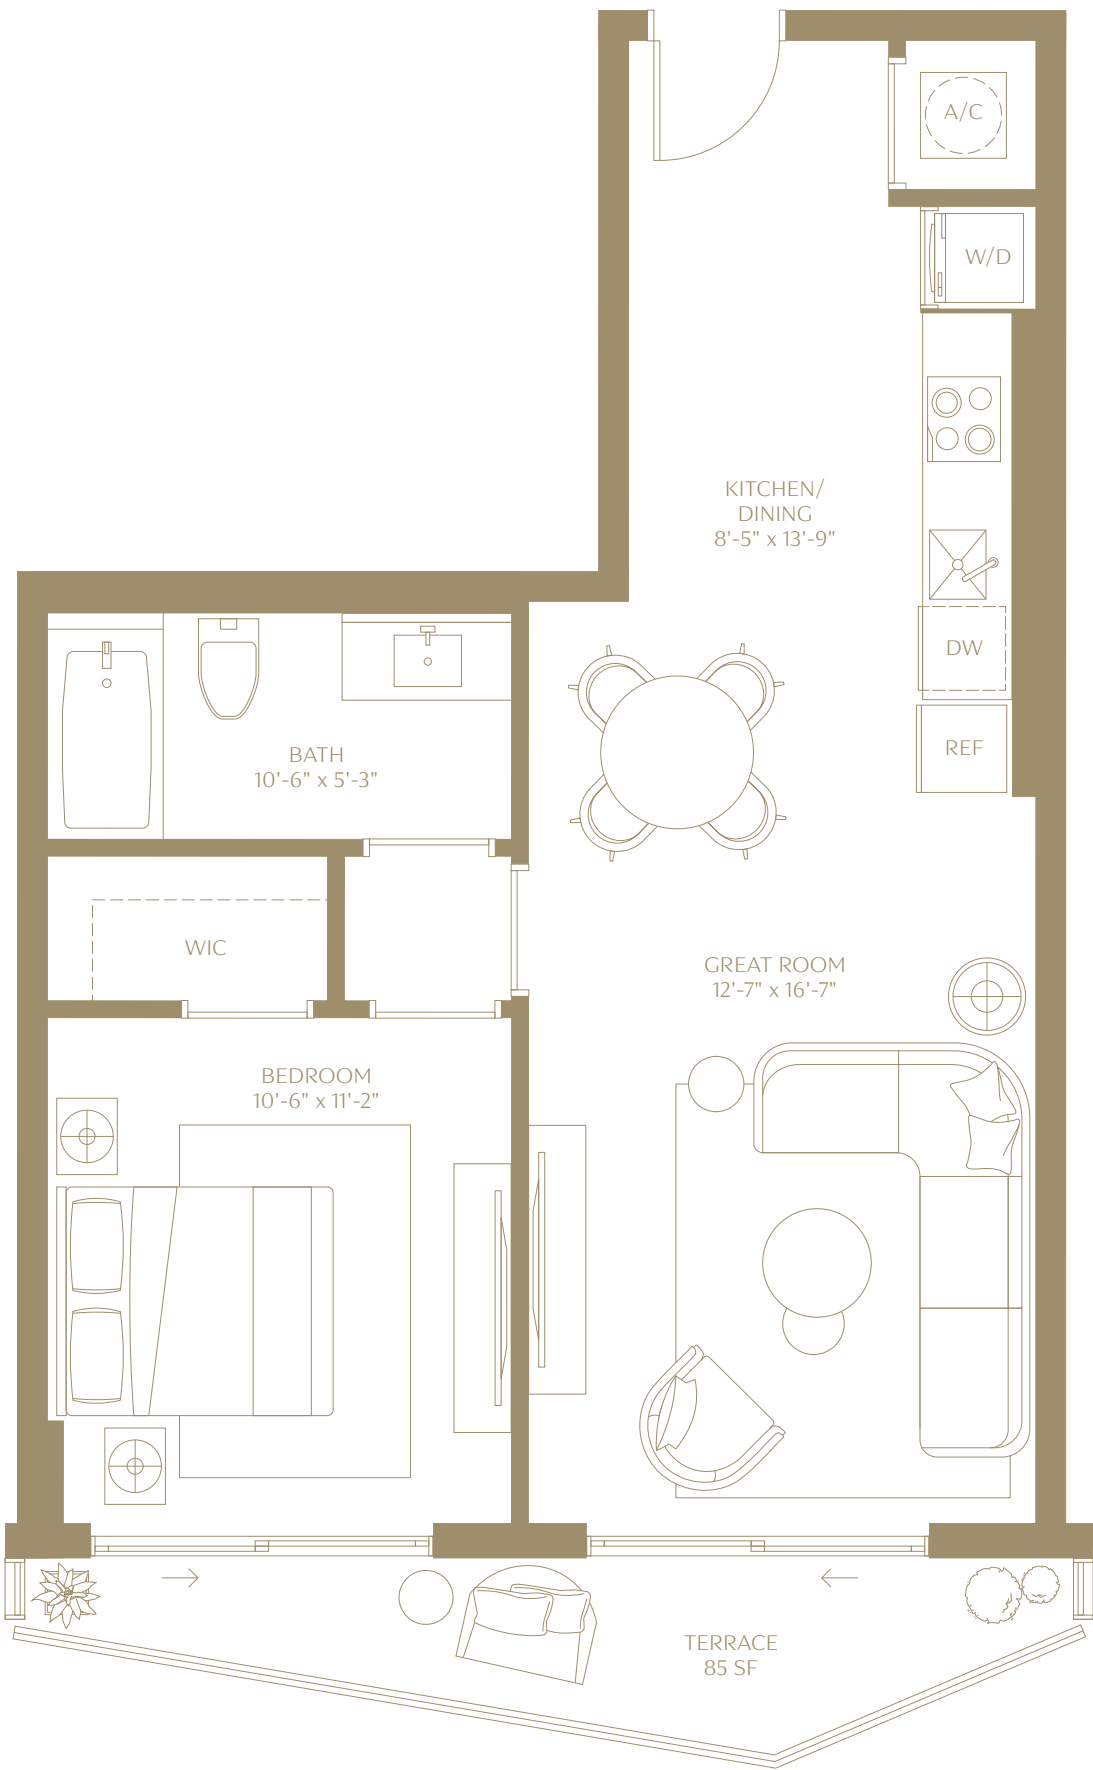 A/C
W/D
KITCHEN/
DINING
8'-5" x 13'-9"
DW
REF
BATH
10'-6" x 5'-3"
WIC
GREAT ROOM
12'-7" x 16'-7"
BEDROOM
10'-6" x 11'-2"
TERRACE
85 SF